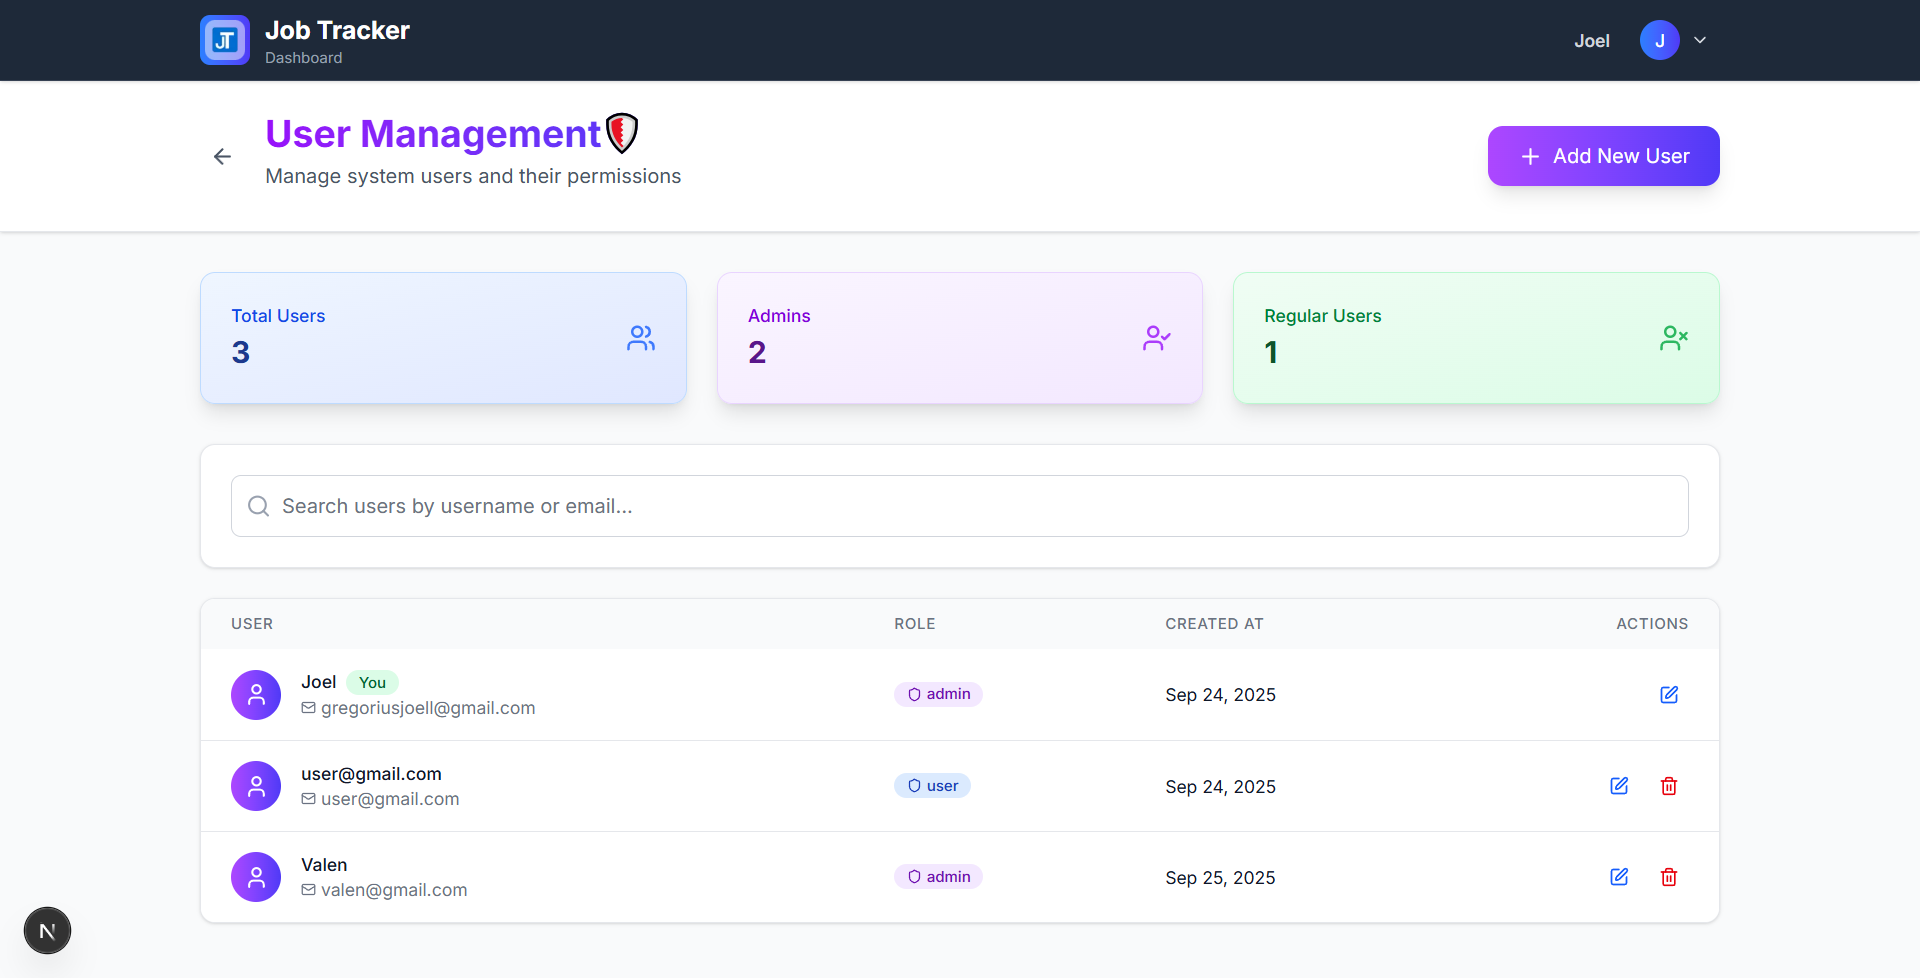 JT
Job Tracker
Dashboard
Joel
J
User Management
Manage system users and their permissions
Add New User
Total Users
3
Admins
2
Regular Users
1
Search users by username or email...
USER ROLE CREATED AT ACTIONS
Joel You
gregoriusjoell@gmail.com
admin
Sep 24, 2025
user@gmail.com
user@gmail.com
user
Sep 24, 2025
Valen
valen@gmail.com
admin
Sep 25, 2025
N